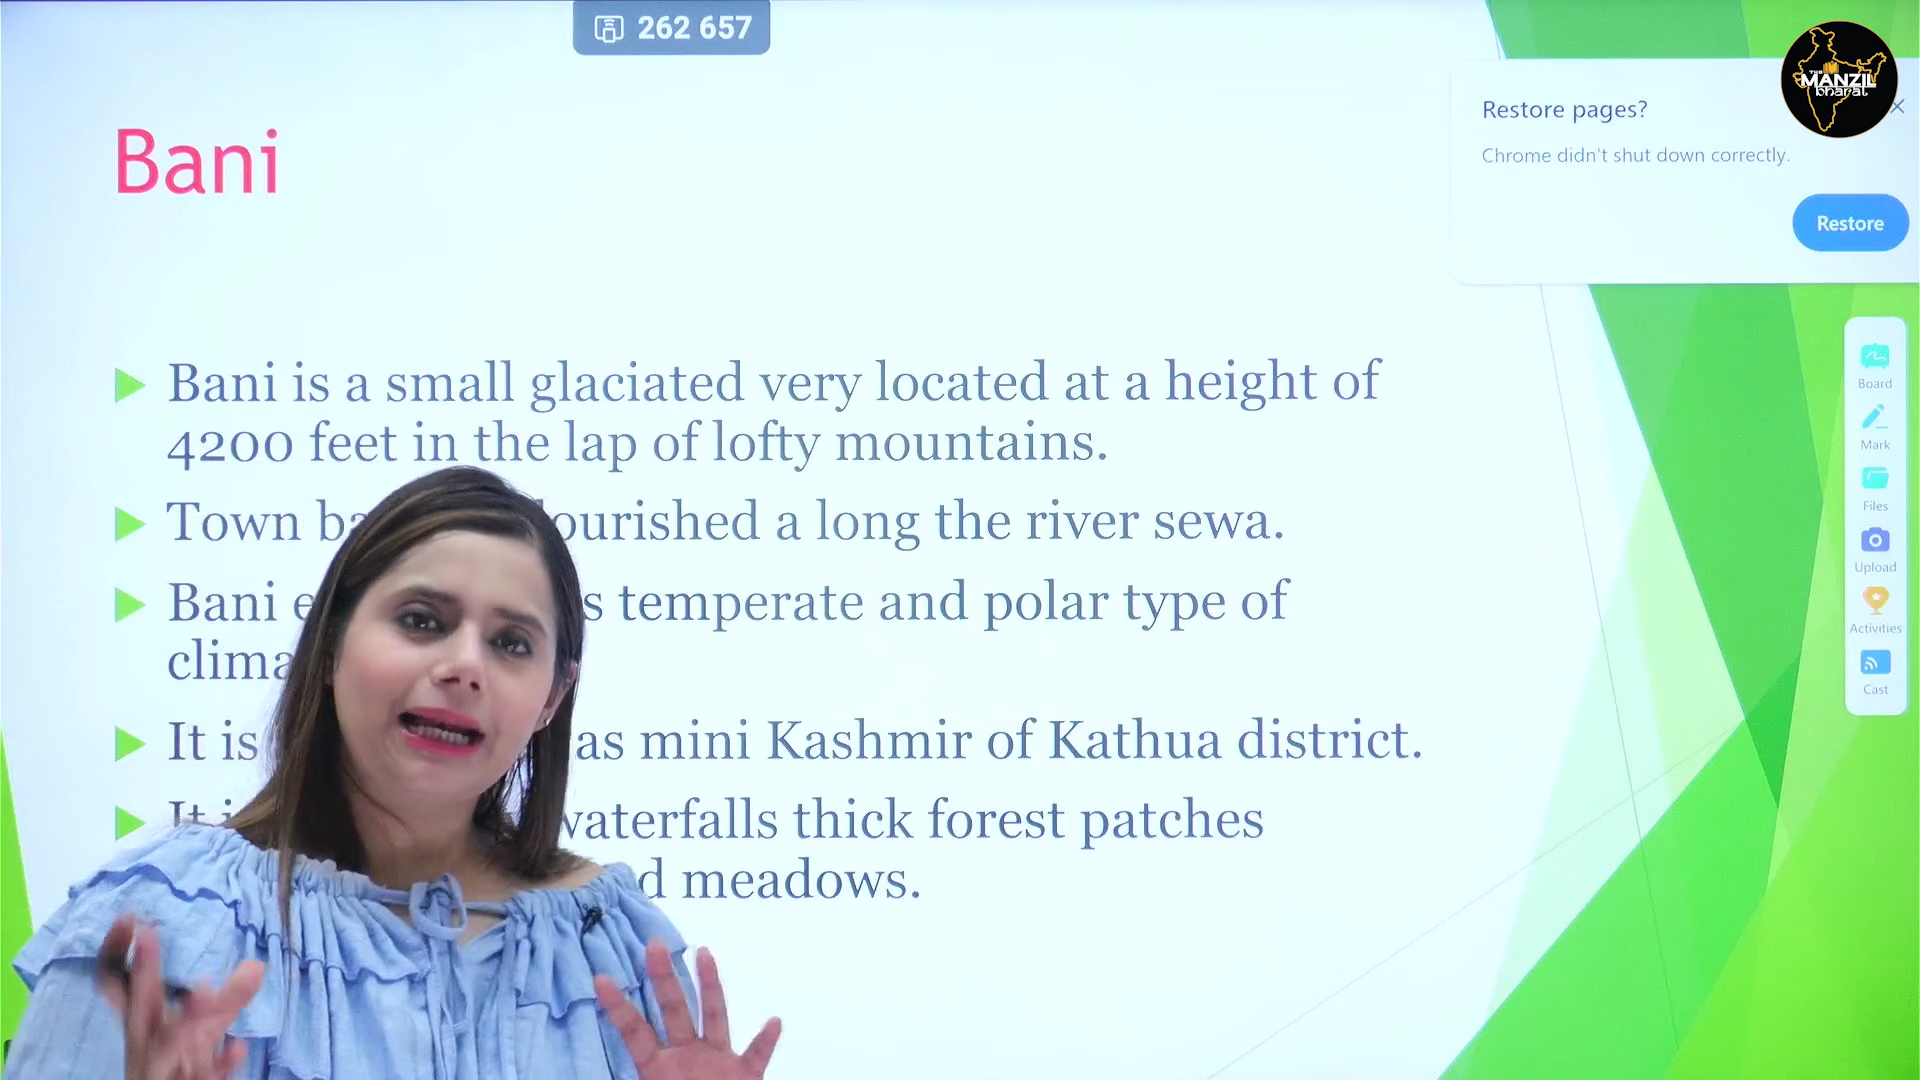 262 657
THE
MANZIL
bharat
Restore pages?
Chrome didn't shut down correctly.
Restore
Bani
Bani is a small glaciated very located at a height of
4200 feet in the lap of lofty mountains.
Town ourished a long the river sewa.
Bani temperate and polar type of
It is as mini Kashmir of Kathua district.
It waterfalls thick forest patches
meadows.
Board
Mark
Files
Upload
Activities
Cast